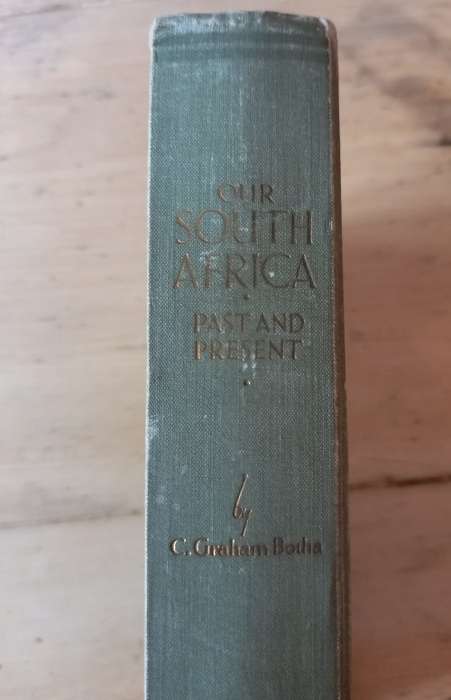 OUR
SOUTH
AFRICA
PAST AND
PRESENT
by
C. Graham Botha